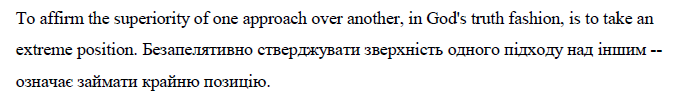 To affirm the superiority of one approach over another, in God's truth fashion, is to take an
extreme position. Безапелятивно стверджувати зверхність одного підходу над іншим --
означає займати крайню позицію.